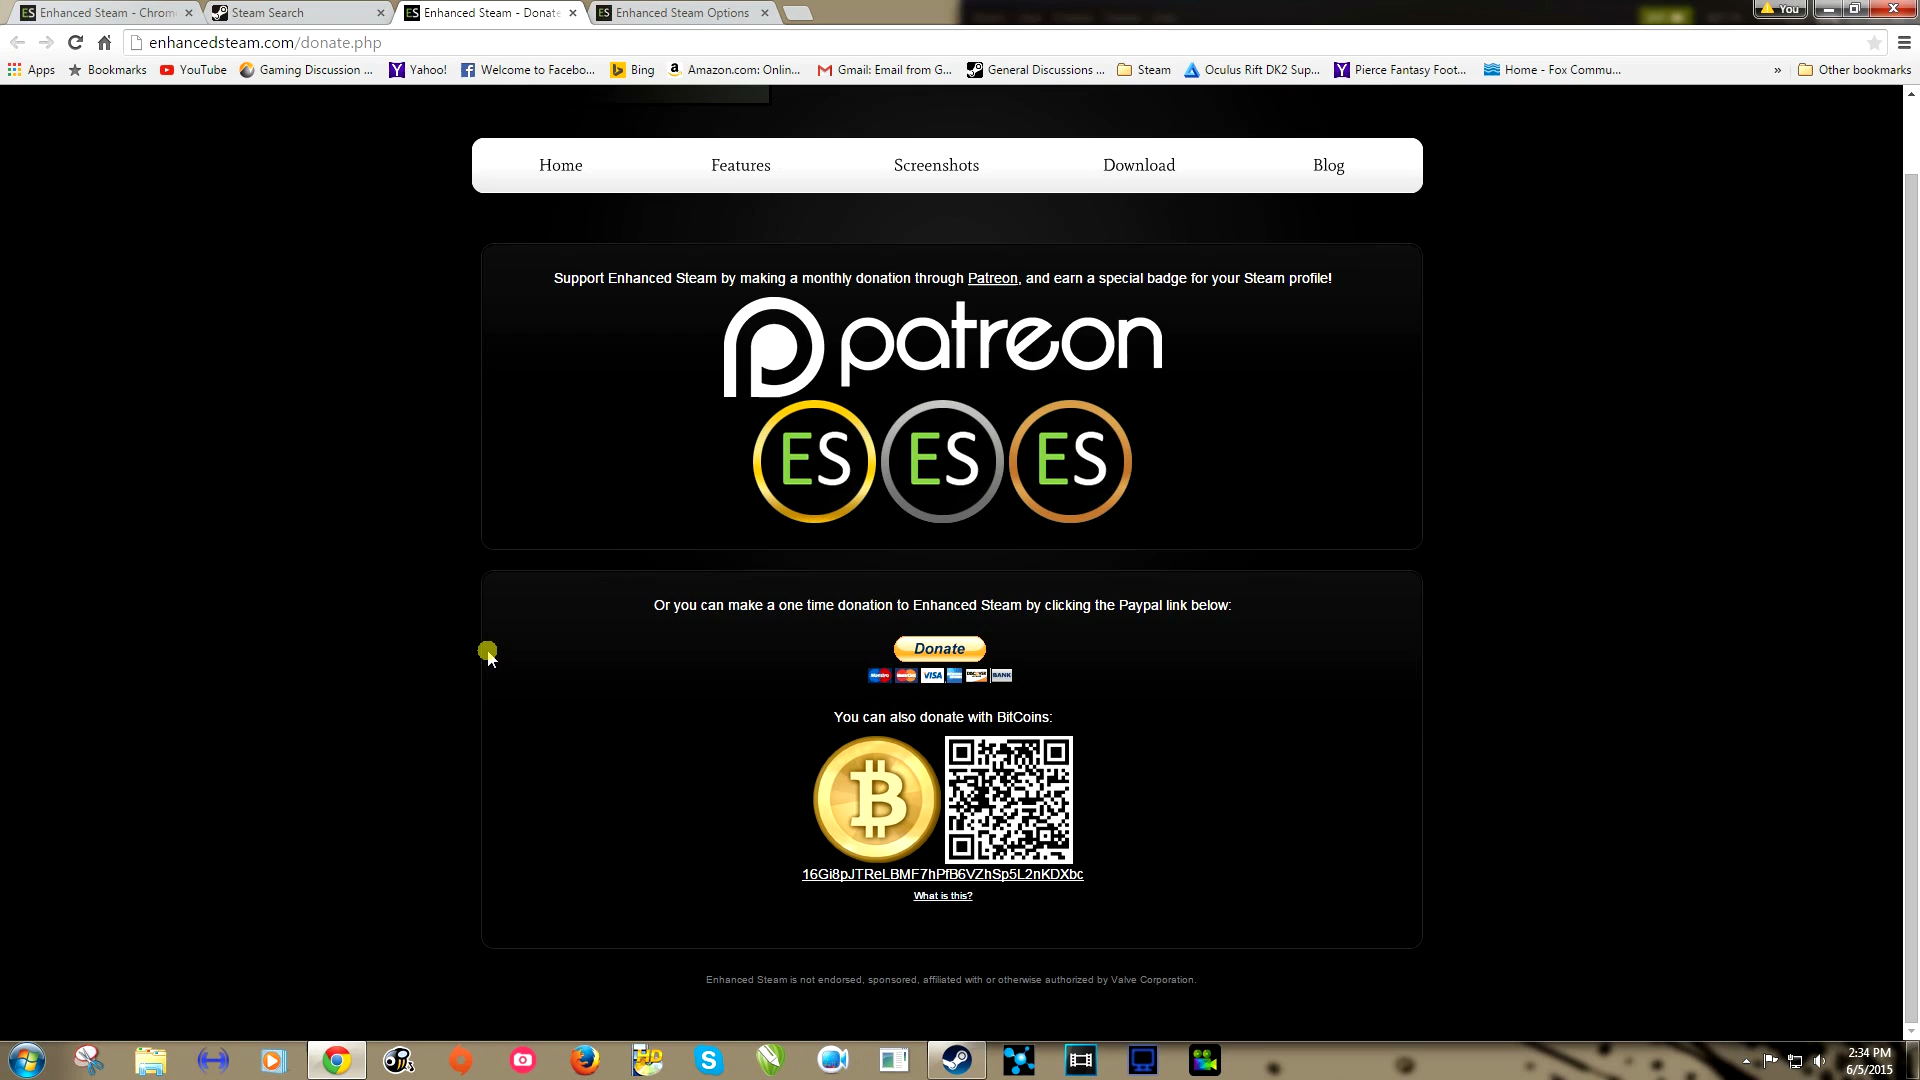 Enhanced Steam - Chrom
Steam Search
Enhanced Steam - Donate
Enhanced Steam Options
You
enhancedsteam.com/donate.php
Apps
Bookmarks
YouTube
Gaming Discussion ...
Yahoo!
Welcome to Facebo...
Bing
Amazon.com: Onlin...
Gmail: Email from G...
General Discussions ...
Steam
Oculus Rift DK2 Sup...
Pierce Fantasy Foot...
Home - Fox Commu...
»
Other bookmarks
Home
Features
Screenshots
Download
Blog
Support Enhanced Steam by making a monthly donation through Patreon, and earn a special badge for your Steam profile!
patreon
ES
ES
ES
Or you can make a one time donation to Enhanced Steam by clicking the Paypal link below:
Donate
VISA
BANK
You can also donate with BitCoins:
16Gi8pJTReLBMF7hPfB6VZhSp5L2nKDXbc
What is this?
Enhanced Steam is not endorsed, sponsored, affiliated with or otherwise authorized by Valve Corporation.
2:34 PM
6/5/2015